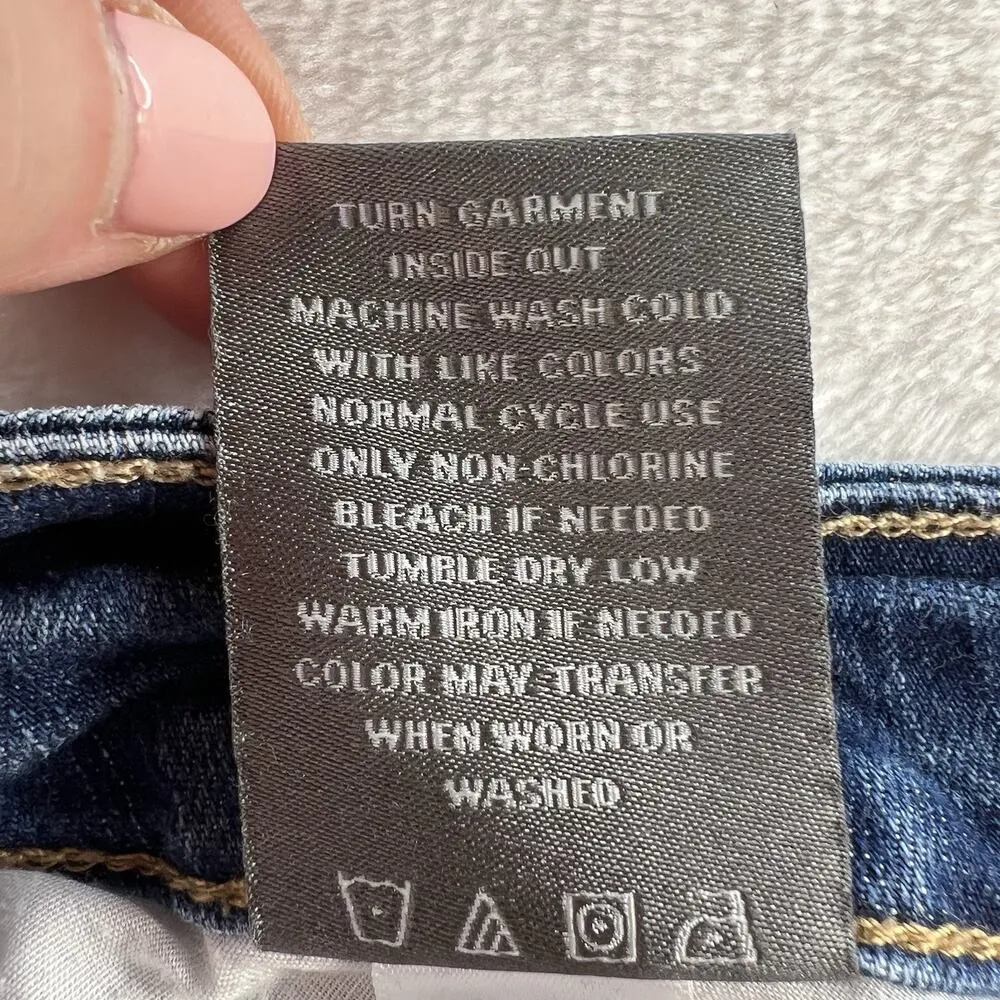 TURN GARMENT
INSIDE OUT
MACHINE WASH COLD
WITH LIKE COLORS
NORMAL CYCLE USE
ONLY NON-CHLORINE
BLEACH IF NEEDED
TUMBLE DRY LOW
WARM IRON IF NEEDED
COLOR MAY TRANSFER
WHEN WORN OR
WASHED